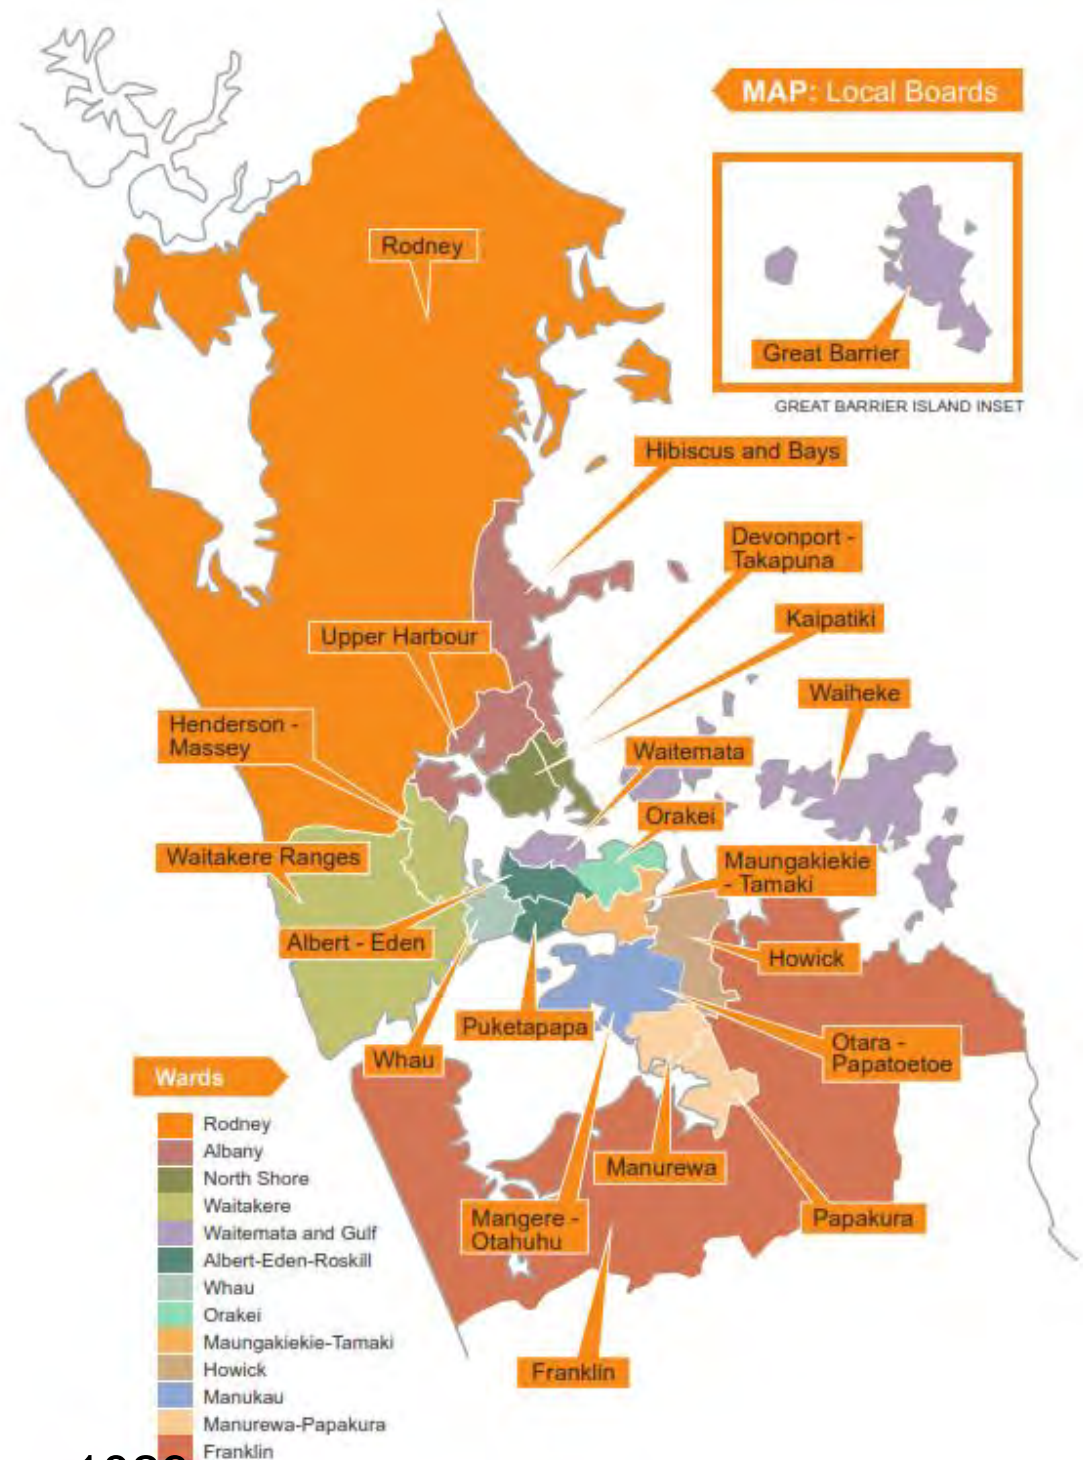 MAP: Local Boards
Rodney
Great Barrier
GREAT BARRIER ISLAND INSET
Hibiscus and Bays
Devonport -
Takapuna
Kaipatiki
Upper Harbour
Waiheke
Henderson -
Massey
Waitemata
Orakei
Waitakere Ranges
Maungakiekie
- Tamaki
Albert - Eden
Howick
Puketapapa
Otara -
Papatoetoe
Whau
Manurewa
Mangere -
Otahuhu
Papakura
Franklin
Wards
Rodney
Albany
North Shore
Waitakere
Waitemata and Gulf
Albert-Eden-Roskill
Whau
Orakei
Maungakiekie-Tamaki
Howick
Manukau
Manurewa-Papakura
Franklin